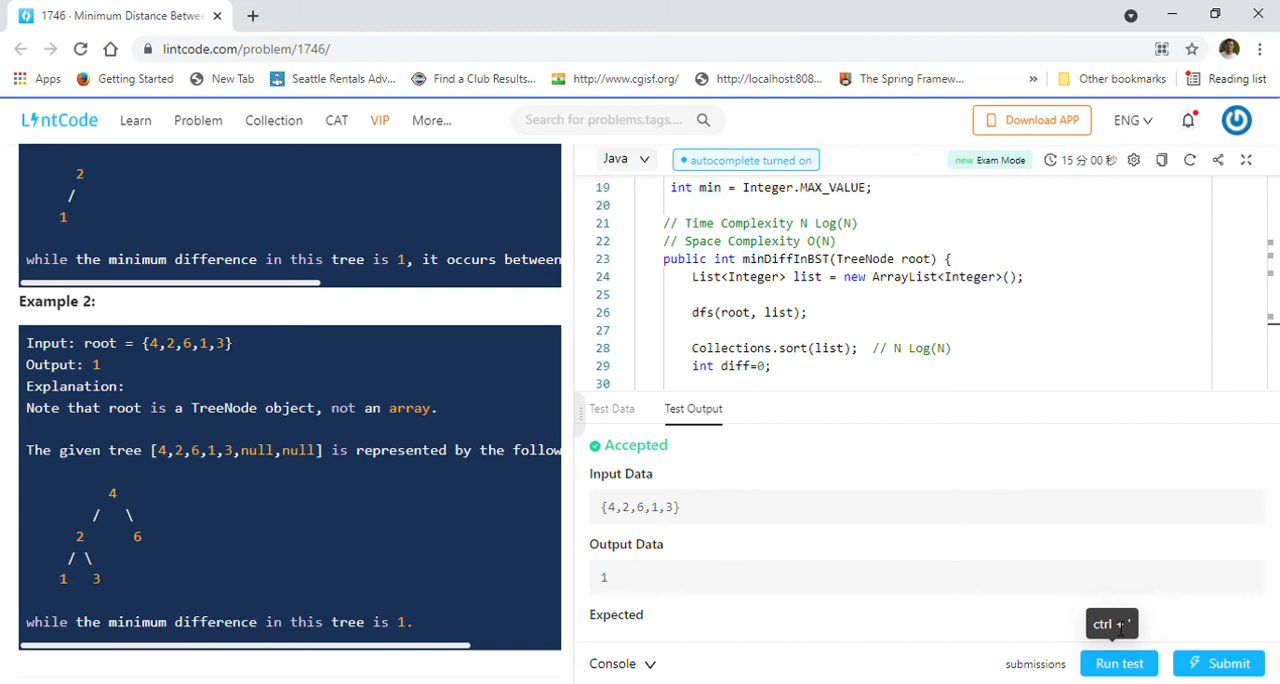 1746 - Minimum Distance Betwe
lintcode.com/problem/1746/
Apps
Getting Started
New Tab
Seattle Rentals Adv...
Find a Club Results...
http://www.cgisf.org/
http://localhost:808...
The Spring Framew...
»
Other bookmarks
Reading list
LintCode
Learn
Problem
Collection
CAT
VIP
More...
Search for problems,tags,...
Download APP
ENG
2
/
1
while the minimum difference in this tree is 1, it occurs between
Example 2:
Input: root = {4,2,6,1,3}
Output: 1
Explanation:
Note that root is a TreeNode object, not an array.
The given tree [4,2,6,1,3,null,null] is represented by the follow
4
/ \
2 6
/ \
1 3
while the minimum difference in this tree is 1.
Java
autocomplete turned on
new Exam Mode
15 分 00 秒
19 int min = Integer.MAX_VALUE;
20
21 // Time Complexity N Log(N)
22 // Space Complexity O(N)
23 public int minDiffInBST(TreeNode root) {
24 List<Integer> list = new ArrayList<Integer>();
25
26 dfs(root, list);
27
28 Collections.sort(list); // N Log(N)
29 int diff=0;
30
Test Data
Test Output
Accepted
Input Data
{4,2,6,1,3}
Output Data
1
Expected
ctrl + '
Console
submissions
Run test
Submit